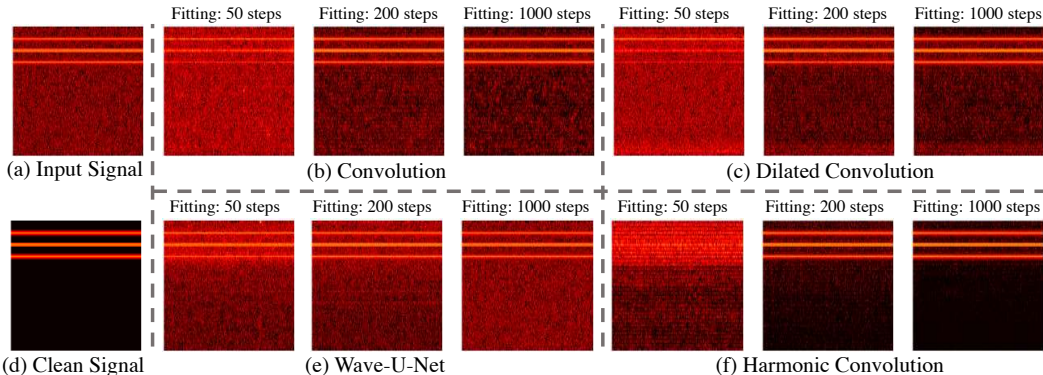 Fitting: 50 steps Fitting: 200 steps Fitting: 1000 steps Fitting: 50 steps Fitting: 200 steps Fitting: 1000 steps
(a) Input Signal (b) Convolution (c) Dilated Convolution
Fitting: 50 steps Fitting: 200 steps Fitting: 1000 steps Fitting: 50 steps Fitting: 200 steps Fitting: 1000 steps
(d) Clean Signal (e) Wave-U-Net (f) Harmonic Convolution